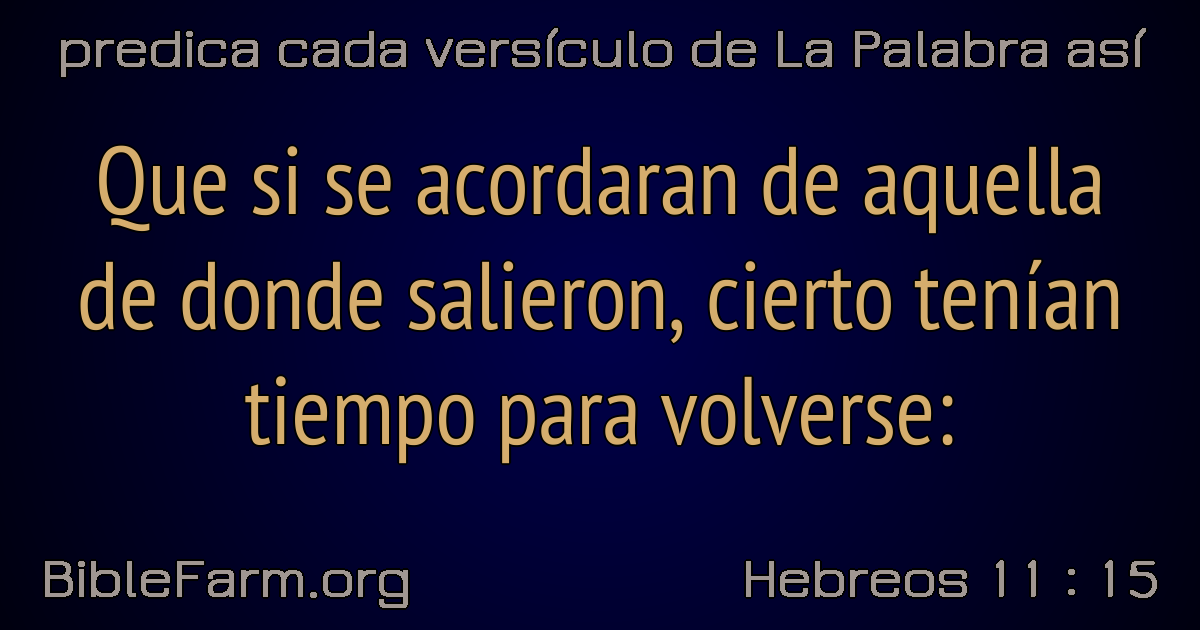 predica cada versículo de La Palabra así
Que si se acordaran de aquella
de donde salieron, cierto tenían
tiempo para volverse:
BibleFarm.org
Hebreos 11 : 15